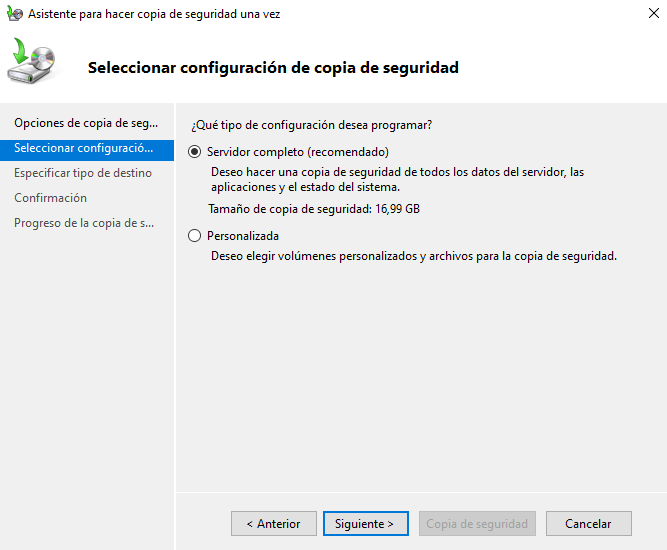 Asistente para hacer copia de seguridad una vez
Seleccionar configuración de copia de seguridad
Opciones de copia de seg...
Seleccionar configuració...
Especificar tipo de destino
Confirmación
Progreso de la copia de s...
¿Qué tipo de configuración desea programar?
Servidor completo (recomendado)
Deseo hacer una copia de seguridad de todos los datos del servidor, las
aplicaciones y el estado del sistema.
Tamaño de copia de seguridad: 16,99 GB
Personalizada
Deseo elegir volúmenes personalizados y archivos para la copia de seguridad.
< Anterior
Siguiente >
Copia de seguridad
Cancelar